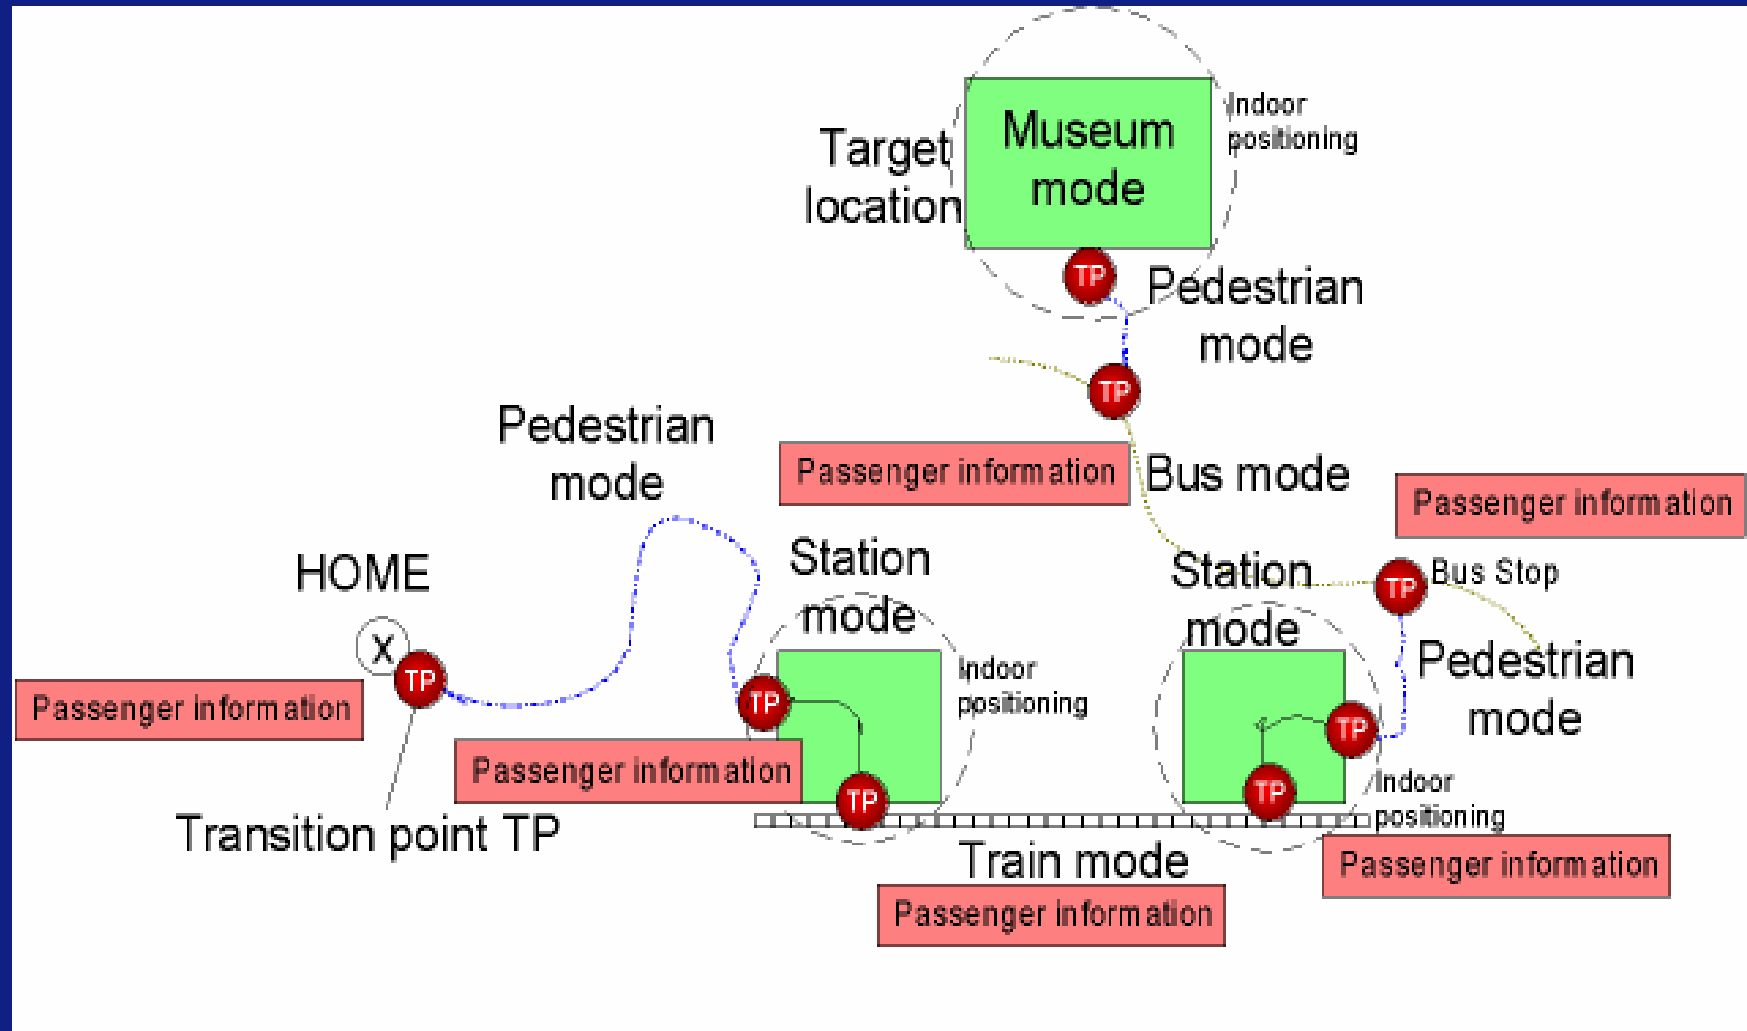 Museum
mode
Indoor
positioning
Target
location
TP
Pedestrian
mode
TP
Pedestrian
mode
Passenger information
Bus mode
Passenger information
HOME
Station
mode
Station
mode
TP
Bus Stop
X
TP
Passenger information
TP
Indoor
positioning
Pedestrian
mode
TP
Passenger information
TP
TP
Indoor
positioning
Transition point TP
Train mode
Passenger information
Passenger information